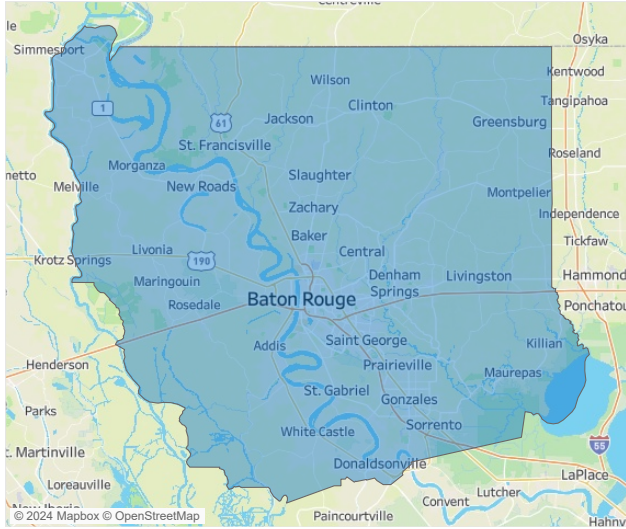 Centreville
Osyka
Simmesport
Kentwood
Wilson
Tangipahoa
Clinton
1
Jackson
61
Greensburg
St. Francisville
Roseland
Morganza
Slaughter
netto
Melville
New Roads
Montpelier
Zachary
Independence
Baker
Tickfaw
Livonia
Central
Krotz Springs
190
Hammond
Maringouin
Denham
Springs
Livingston
Rosedale
Baton Rouge
Ponchatou
Addis
Saint George
Killian
Henderson
Prairieville
Maurepas
St. Gabriel
Gonzales
Parks
Sorrento
White Castle
55
t. Martinville
Donaldsonville
LaPlace
Loreauville
Lutcher
Convent
Paincourtville
© 2024 Mapbox © OpenStreetMap